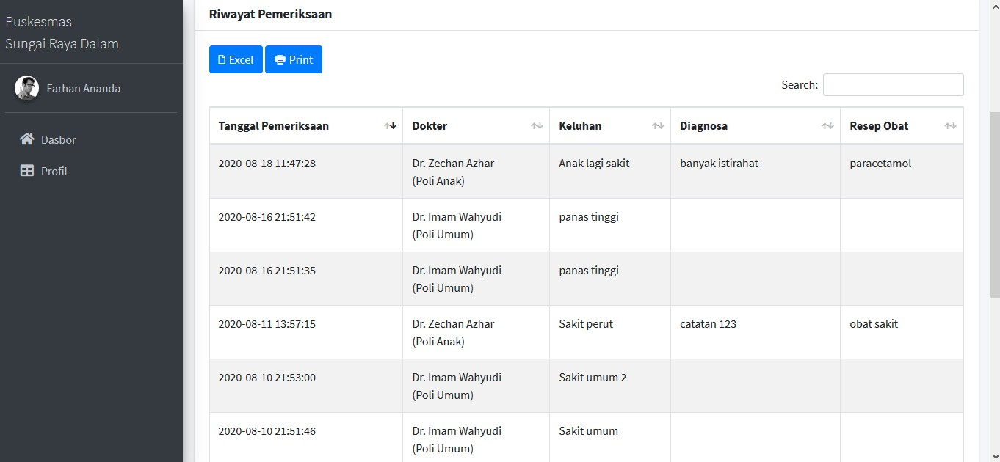 Puskesmas
Sungai Raya Dalam
Farhan Ananda
Dasbor
Profil
Riwayat Pemeriksaan
Excel Print
Search:
Tanggal Pemeriksaan Dokter Keluhan Diagnosa Resep Obat
2020-08-18 11:47:28 Dr. Zechan Azhar Anak lagi sakit banyak istirahat paracetamol
(Poli Anak)
2020-08-16 21:51:42 Dr. Imam Wahyudi panas tinggi
(Poli Umum)
2020-08-16 21:51:35 Dr. Imam Wahyudi panas tinggi
(Poli Umum)
2020-08-11 13:57:15 Dr. Zechan Azhar Sakit perut catatan 123 obat sakit
(Poli Anak)
2020-08-10 21:53:00 Dr. Imam Wahyudi Sakit umum 2
(Poli Umum)
2020-08-10 21:51:46 Dr. Imam Wahyudi Sakit umum
(Poli Umum)